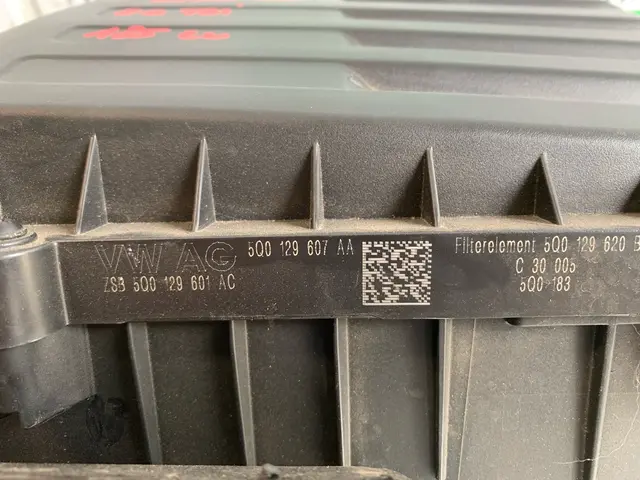 VW AG
5Q0 129 607 AA
ZSB 5Q0 129 601 AC
Filterelement 5Q0 129 620 B
C 30 005
5Q0 183